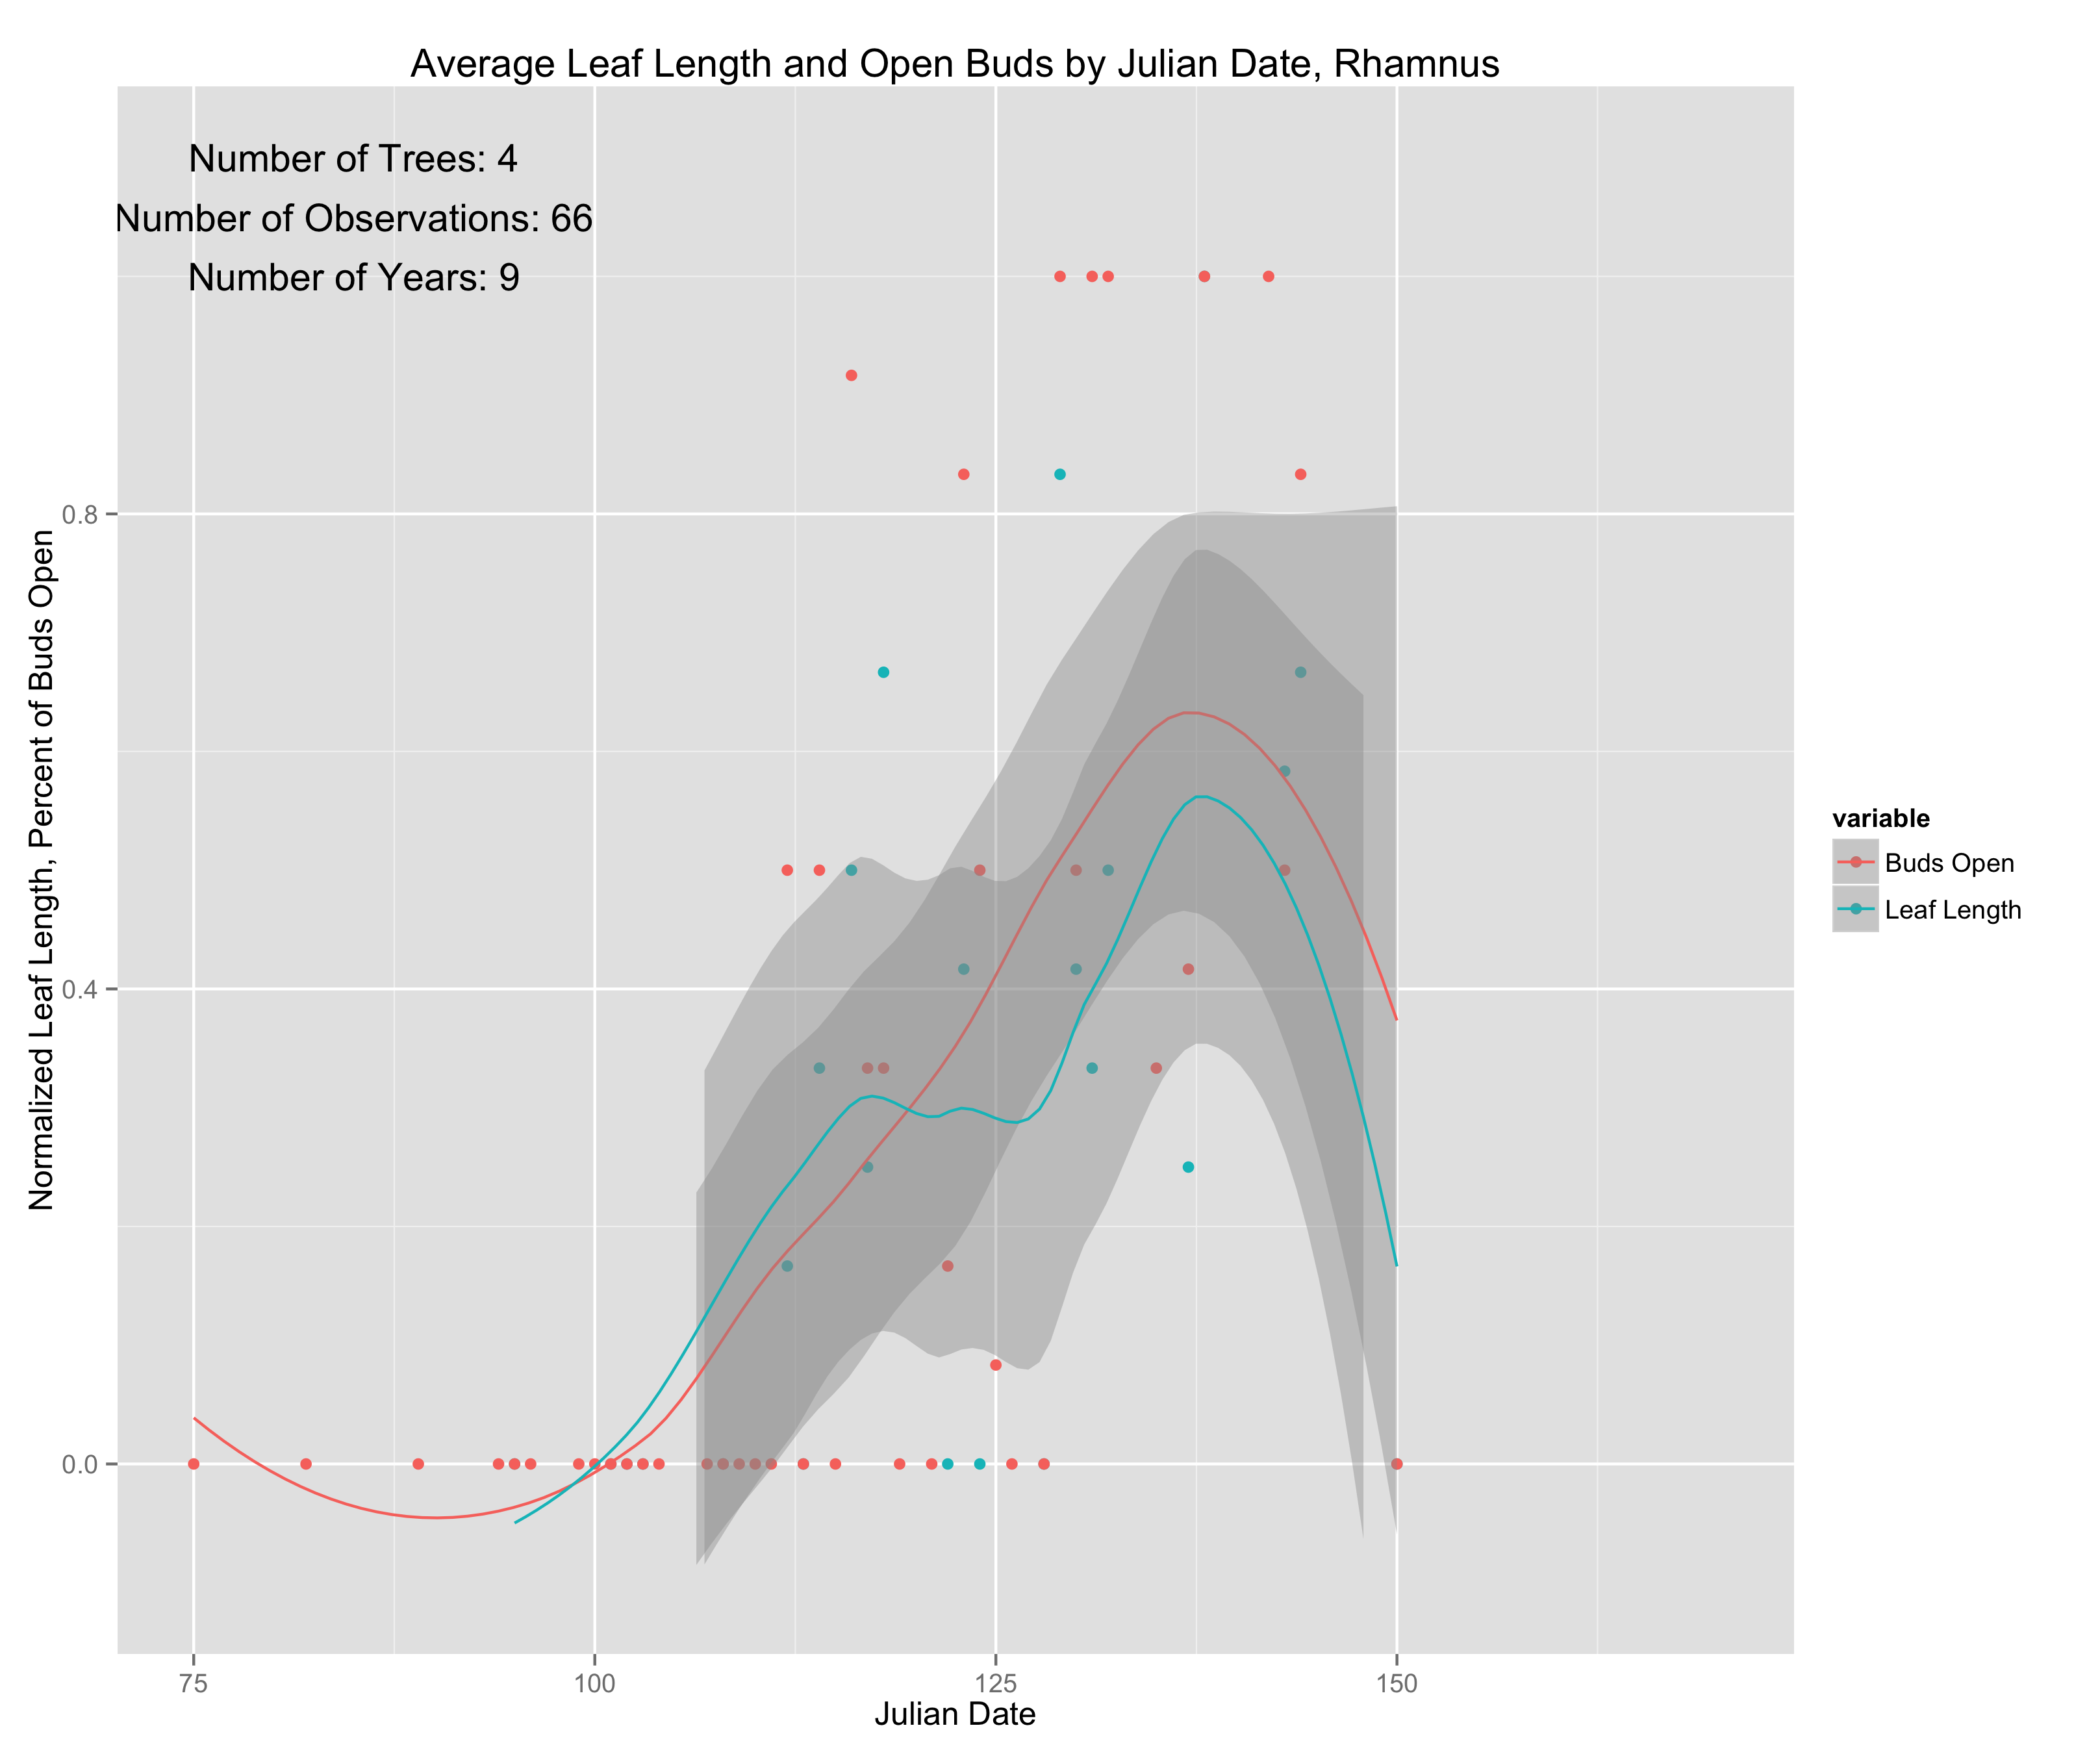 Average Leaf Length and Open Buds by Julian Date, Rhamnus
Number of Trees: 4
Number of Observations: 66
Number of Years: 9
Normalized Leaf Length, Percent of Buds Open
0.8
0.4
0.0
75
100
125
150
Julian Date
variable
Buds Open
Leaf Length